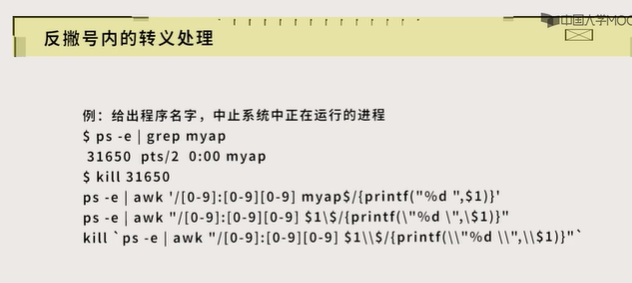 中国大学MOO
反撇号内的转义处理
例：给出程序名字，中止系统中正在运行的进程
$ ps -e | grep myap
31650 pts/2 0:00 myap
$ kill 31650
ps -e | awk '/[0-9]:[0-9][0-9] myap$/{printf("%d ",$1)}'
ps -e | awk "/[0-9]:[0-9][0-9] $1\$/{printf(\"%d \",\$1)}"
kill `ps -e | awk "/[0-9]:[0-9][0-9] $1\\$/{printf(\\"%d \\",\\$1)}"`